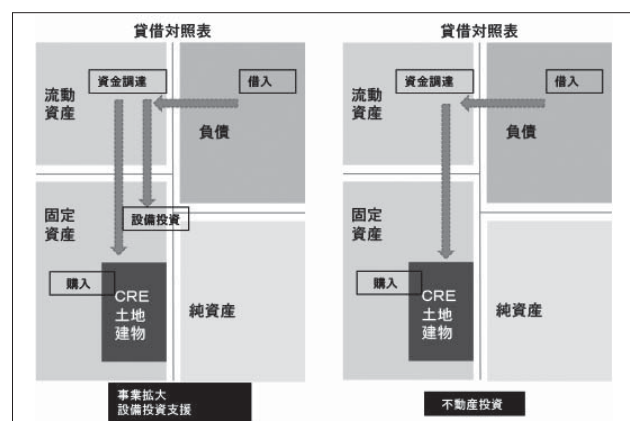 貸借対照表
資金調達
借入
流動
資産
負債
固定
資産
設備投資
購入
CRE
土地
建物
純資産
事業拡大
設備投資支援
貸借対照表
資金調達
借入
流動
資産
負債
固定
資産
購入
CRE
土地
建物
純資産
不動産投資